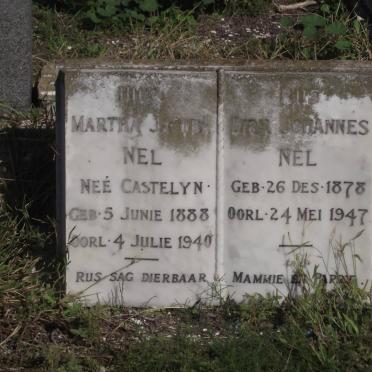 MARTHA
NEL
NEÉ CASTELYN
GEB·5 JUNIE 1888
OORL·4 JULIE 1940
RUS SAG DIERBAAR
JOHANNES
NEL
GEB·26 DES·1878
OORL·24 MEI 1947
MAMMIE EN